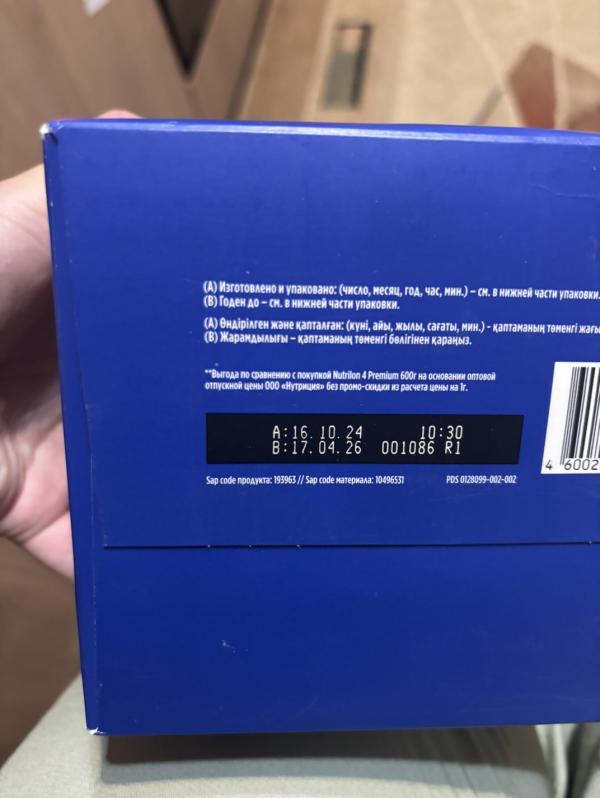 (А) Изготовлено и упаковано: (число, месяц, год, час, мин.) – см. в нижней части упаковки.
(В) Годен до – см. в нижней части упаковки.
(А) Өндірілген және қапталған: (күні, айы, жылы, сағаты, мин.) - қаптаманың төменгі
(В) Жарамдылығы – қаптаманың төменгі бөлігінен қараңыз.
**Выгода по сравнению с покупкой Nutrilon 4 Premium 600г на основании оптовой
отпускной цены ООО «Нутриция» без промо-скидки из расчета цены на 1г.
A:16.10.24 10:30
B:17.04.26 001086 R1
Sap code продукта: 193963 // Sap code материала: 10496531 PDS 0128099-002-002
4 6002